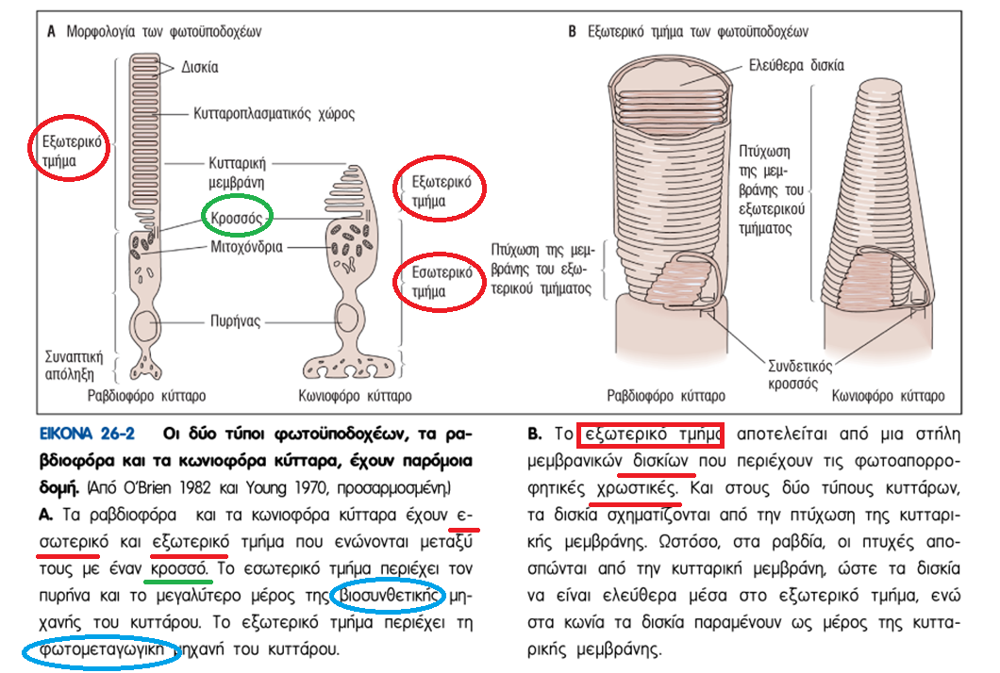 A Μορφολογία των φωτοϋποδοχέων
Δισκία
Κυτταροπλασματικός χώρος
Εξωτερικό
τμήμα
Κυτταρική
μεμβράνη
Εξωτερικό
τμήμα
Κροσσός
Μιτοχόνδρια
Εσωτερικό
τμήμα
Πυρήνας
Συναπτική
απόληξη
Ραβδιοφόρο κύτταρο
Κωνιοφόρο κύτταρο
B Εξωτερικό τμήμα των φωτοϋποδοχέων
Ελεύθερα δισκία
Πτύχωση
της μεμ-
βράνης του
εξωτερικού
τμήματος
Πτύχωση της μεμ-
βράνης του εξω-
τερικού τμήματος
Συνδετικός
κροσσός
Ραβδιοφόρο κύτταρο
Κωνιοφόρο κύτταρο
ΕΙΚΟΝΑ 26-2 Οι δύο τύποι φωτοϋποδοχέων, τα ρα-
βδιοφόρα και τα κωνιοφόρα κύτταρα, έχουν παρόμοια
δομή. (Από O'Brien 1982 και Young 1970, προσαρμοσμένη.)
Α. Τα ραβδιοφόρα και τα κωνιοφόρα κύτταρα έχουν ε-
σωτερικό και εξωτερικό τμήμα που ενώνονται μεταξύ
τους με έναν κροσσό. Το εσωτερικό τμήμα περιέχει τον
πυρήνα και το μεγαλύτερο μέρος της βιοσυνθετικής μη-
χανής του κυττάρου. Το εξωτερικό τμήμα περιέχει τη
φωτομεταγωγική μηχανή του κυττάρου.
Β. Το εξωτερικό τμήμα αποτελείται από μια στήλη
μεμβρανικών δισκίων που περιέχουν τις φωτοαπορρο-
φητικές χρωστικές. Και στους δύο τύπους κυττάρων,
τα δισκία σχηματίζονται από την πτύχωση της κυτταρι-
κής μεμβράνης. Ωστόσο, στα ραβδία, οι πτυχές απο-
σπώνται από την κυτταρική μεμβράνη, ώστε τα δισκία
να είναι ελεύθερα μέσα στο εξωτερικό τμήμα, ενώ
στα κωνία τα δισκία παραμένουν ως μέρος της κυττα-
ρικής μεμβράνης.